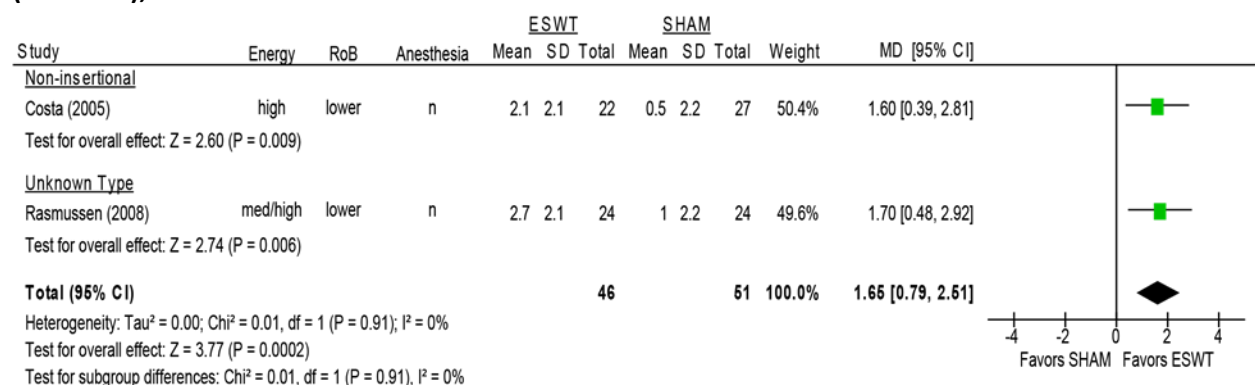 ESWT SHAM
Study Energy RoB Anesthesia Mean SD Total Mean SD Total Weight MD [95% CI]
Non-insertional
Costa (2005) high lower n 2.1 2.1 22 0.5 2.2 27 50.4% 1.60 [0.39, 2.81]
Test for overall effect: Z = 2.60 (P = 0.009)
Unknown Type
Rasmussen (2008) med/high lower n 2.7 2.1 24 1 2.2 24 49.6% 1.70 [0.48, 2.92]
Test for overall effect: Z = 2.74 (P = 0.006)
Total (95% CI) 46 51 100.0% 1.65 [0.79, 2.51]
Heterogeneity: Tau² = 0.00; Chi² = 0.01, df = 1 (P = 0.91); I² = 0%
Test for overall effect: Z = 3.77 (P = 0.0002)
Test for subgroup differences: Chi² = 0.01, df = 1 (P = 0.91), I² = 0%
-4 -2 0 2 4
Favors SHAM Favors ESWT